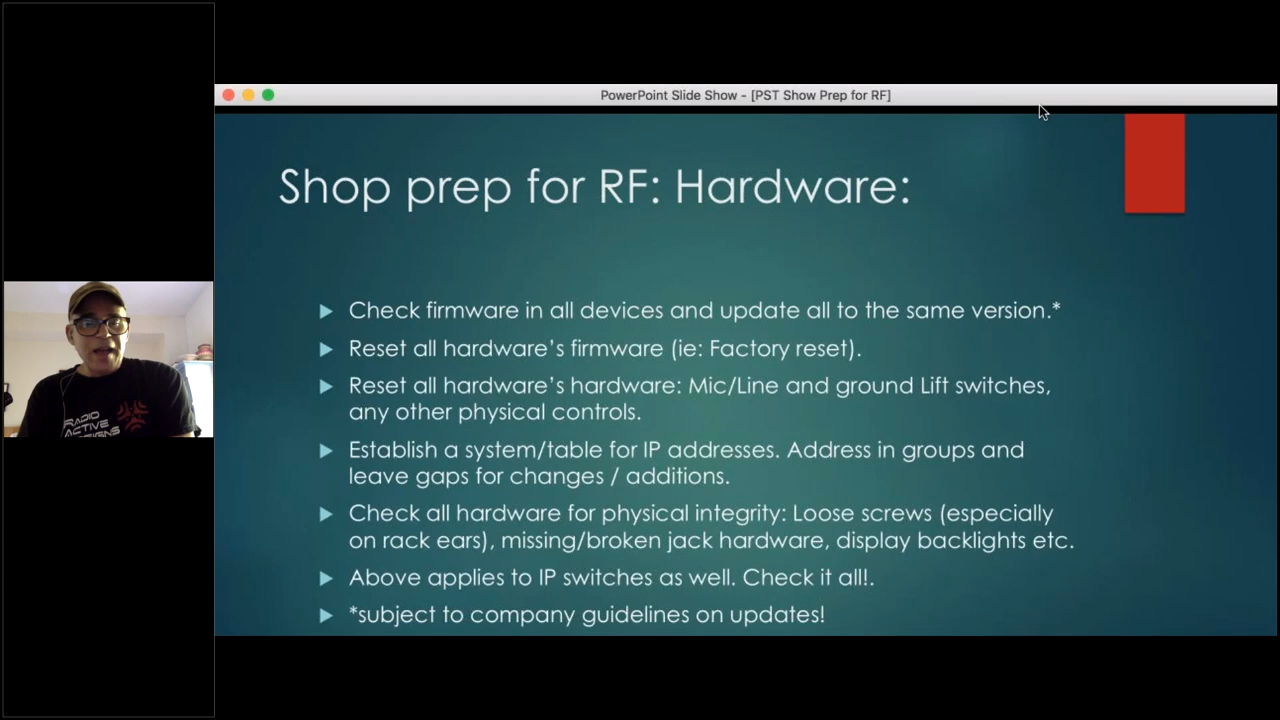 PowerPoint Slide Show - [PST Show Prep for RF]
Shop prep for RF: Hardware:
Check firmware in all devices and update all to the same version.*
Reset all hardware's firmware (ie: Factory reset).
Reset all hardware's hardware: Mic/Line and ground Lift switches,
any other physical controls.
Establish a system/table for IP addresses. Address in groups and
leave gaps for changes / additions.
Check all hardware for physical integrity: Loose screws (especially
on rack ears), missing/broken jack hardware, display backlights etc.
Above applies to IP switches as well. Check it all!.
*subject to company guidelines on updates!
RADIO
ACTIVE